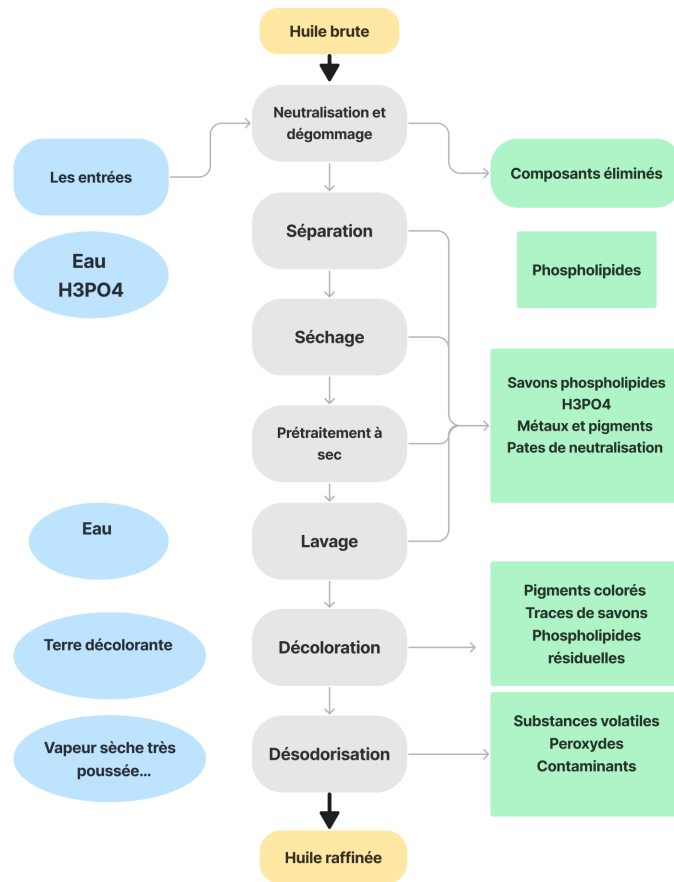 Huile brute
Neutralisation et
dégommage
Les entrées
Composants éliminés
Séparation
Eau
H3PO4
Phospholipides
Séchage
Savons phospholipides
H3PO4
Métaux et pigments
Pates de neutralisation
Prétraitement à
sec
Eau
Lavage
Pigments colorés
Traces de savons
Phospholipides
résiduelles
Terre décolorante
Décoloration
Substances volatiles
Peroxydes
Contaminants
Vapeur sèche très
poussée...
Désodorisation
Huile raffinée